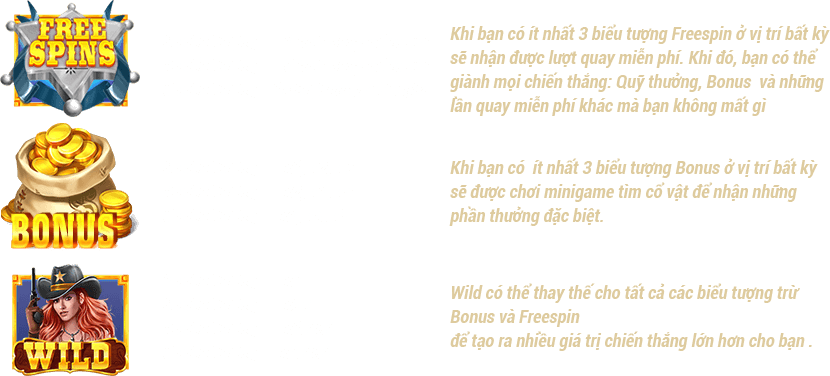 FREE
SPINS
Khi bạn có ít nhất 3 biểu tượng Freespin ở vị trí bất kỳ
sẽ nhận được lượt quay miễn phí. Khi đó, bạn có thể
giành mọi chiến thắng: Quỹ thưởng, Bonus và những
lần quay miễn phí khác mà bạn không mất gì
BONUS
Khi bạn có ít nhất 3 biểu tượng Bonus ở vị trí bất kỳ
sẽ được chơi minigame tìm cổ vật để nhận những
phần thưởng đặc biệt.
WILD
Wild có thể thay thế cho tất cả các biểu tượng trừ
Bonus và Freespin
để tạo ra nhiều giá trị chiến thắng lớn hơn cho bạn .